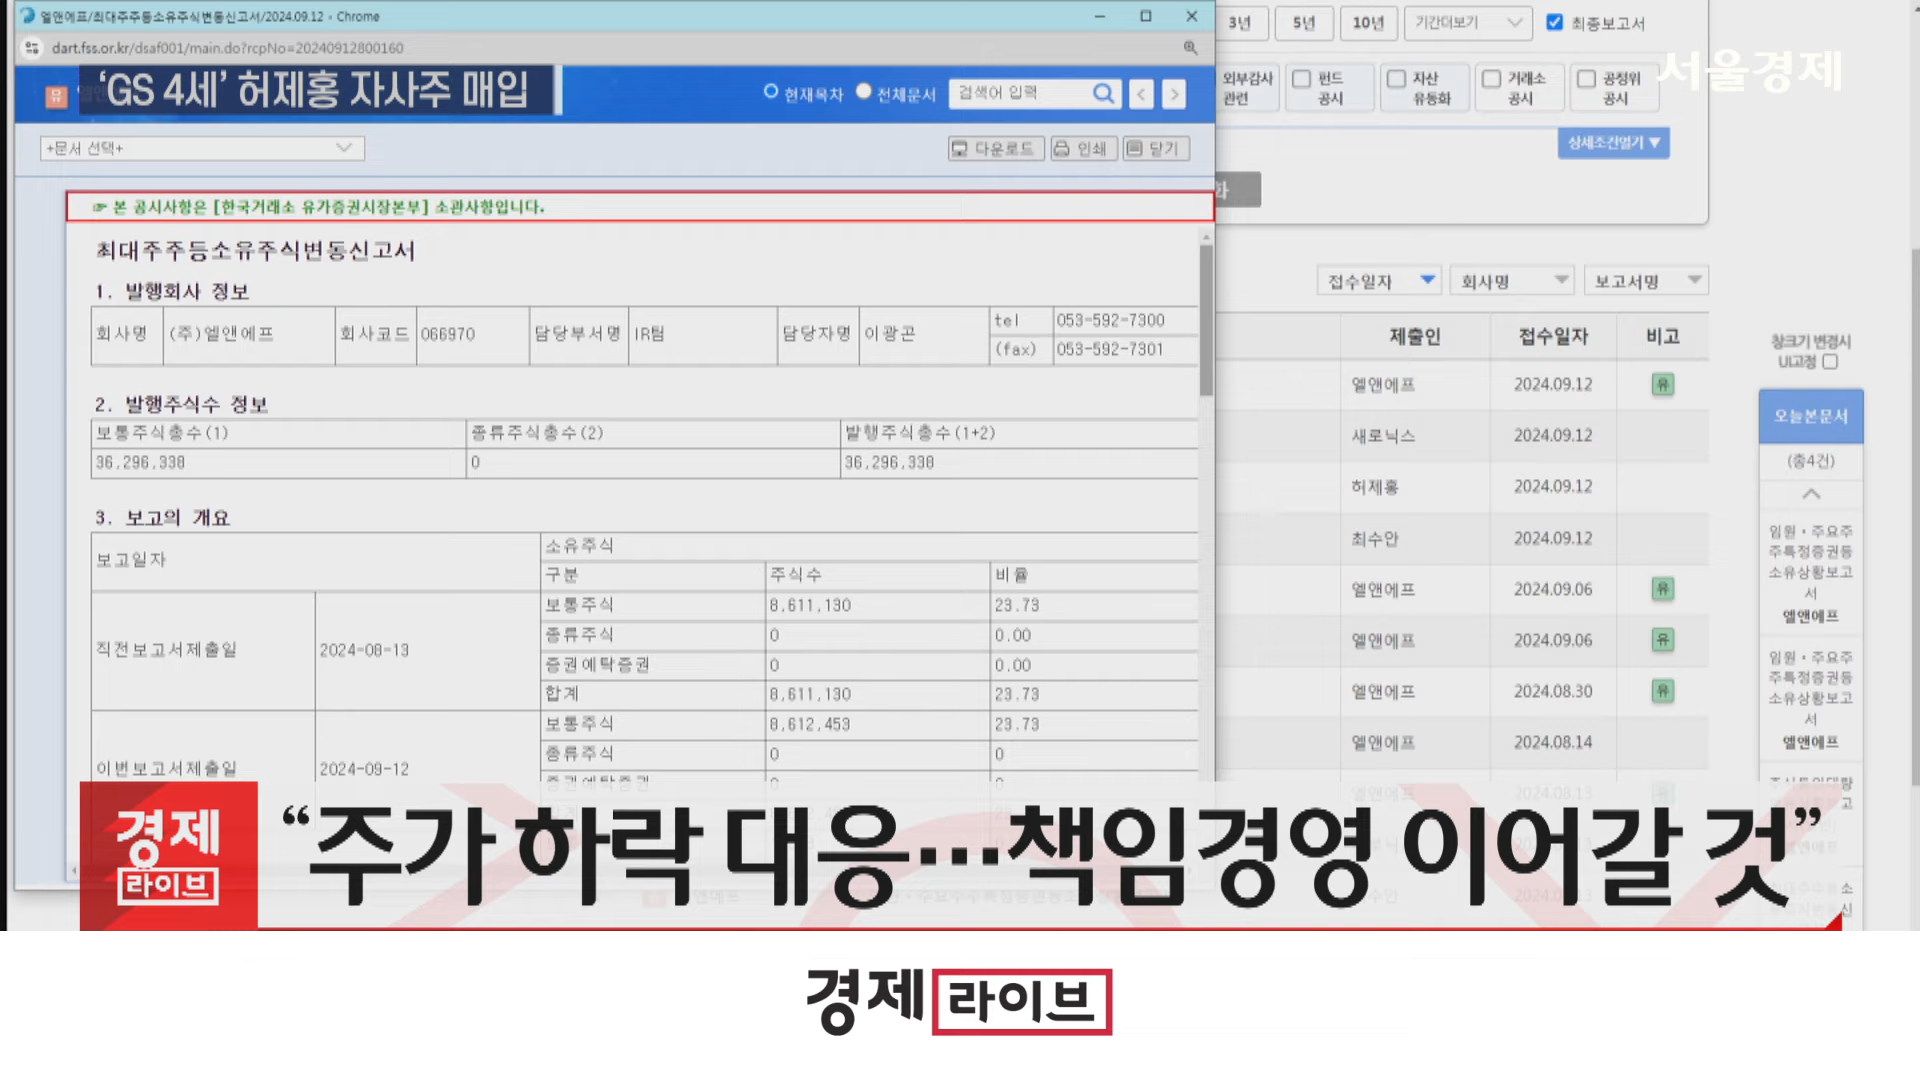 엘앤에프/최대주주등소유주식변동신고서/2024.09.12 - Chrome
dart.fss.or.kr/dsaf001/main.do?rcpNo=20240912800160
유
‘GS 4세’ 허제홍 자사주 매입
현재목차 전체문서 검색어 입력
+문서 선택+
다운로드 인쇄 닫기
☞ 본 공시사항은 [한국거래소 유가증권시장본부] 소관사항입니다.
최대주주등소유주식변동신고서
1. 발행회사 정보
회사명 (주)엘앤에프 회사코드 066970 담당부서명 IR팀 담당자명 이광곤 tel 053-592-7300
(fax) 053-592-7301
2. 발행주식수 정보
보통주식총수(1) 종류주식총수(2) 발행주식총수(1+2)
36,296,338 0 36,296,338
3. 보고의 개요
보고일자 소유주식
구분 주식수 비율
직전보고서제출일 2024-08-13
보통주식 8,611,130 23.73
종류주식 0 0.00
증권예탁증권 0 0.00
합계 8,611,130 23.73
이번보고서제출일 2024-09-12
보통주식 8,612,453 23.73
종류주식 0 0
증권예탁증권 0 0
3년 5년 10년 기간더보기 최종보고서
서울경제
외부감사 관련
펀드 공시
자산 유동화
거래소 공시
공정위 공시
상세조건열기 ▼
접수일자 회사명 보고서명
제출인 접수일자 비고
엘앤에프 2024.09.12 유
새로닉스 2024.09.12
허제홍 2024.09.12
최수안 2024.09.12
엘앤에프 2024.09.06 유
엘앤에프 2024.09.06 유
엘앤에프 2024.08.30 유
엘앤에프 2024.08.14
엘앤에프 2024.08.13 유
창크기 변경시
UI고정
오늘본문서
(총4건)
임원ㆍ주요주
주특정증권등
소유상황보고
서
엘앤에프
임원ㆍ주요주
주특정증권등
소유상황보고
서
엘앤에프
경제
라이브
“주가 하락 대응…책임경영 이어갈 것”
경제 라이브